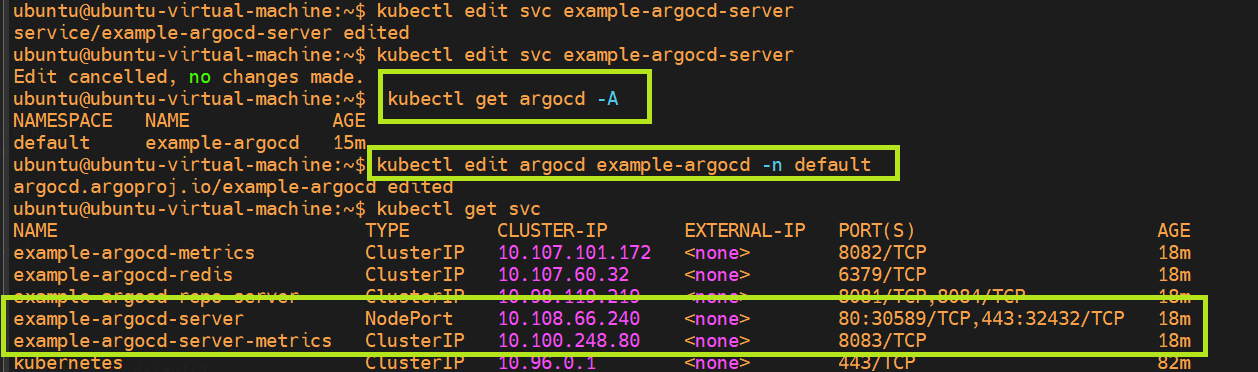 ubuntu@ubuntu-virtual-machine:~$ kubectl edit svc example-argocd-server
service/example-argocd-server edited
ubuntu@ubuntu-virtual-machine:~$ kubectl edit svc example-argocd-server
Edit cancelled, no changes made.
ubuntu@ubuntu-virtual-machine:~$ kubectl get argocd -A
NAMESPACE NAME AGE
default example-argocd 15m
ubuntu@ubuntu-virtual-machine:~$ kubectl edit argocd example-argocd -n default
argocd.argoproj.io/example-argocd edited
ubuntu@ubuntu-virtual-machine:~$ kubectl get svc
NAME TYPE CLUSTER-IP EXTERNAL-IP PORT(S) AGE
example-argocd-metrics ClusterIP 10.107.101.172 <none> 8082/TCP 18m
example-argocd-redis ClusterIP 10.107.60.32 <none> 6379/TCP 18m
example-argocd-repo-server ClusterIP 10.98.119.219 <none> 8081/TCP,8084/TCP 18m
example-argocd-server NodePort 10.108.66.240 <none> 80:30589/TCP,443:32432/TCP 18m
example-argocd-server-metrics ClusterIP 10.100.248.80 <none> 8083/TCP 18m
kubernetes ClusterIP 10.96.0.1 <none> 443/TCP 82m